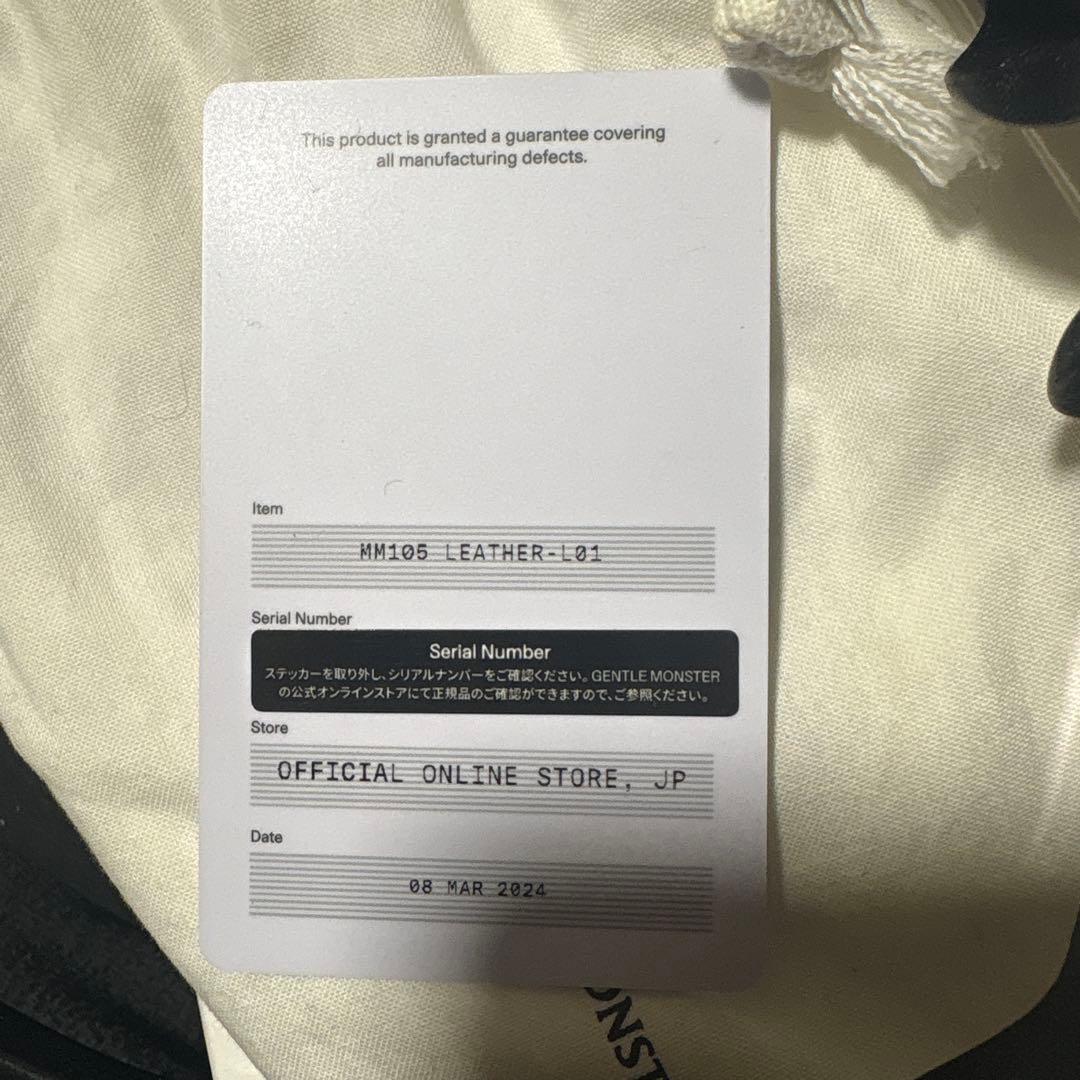 This product is granted a guarantee covering
all manufacturing defects.
Item
MM105 LEATHER-L01
Serial Number
Serial Number
ステッカーを取り外し、シリアルナンバーをご確認ください。GENTLE MONSTER
の公式オンラインストアにて正規品のご確認ができますので、ご参照ください。
Store
OFFICIAL ONLINE STORE, JP
Date
08 MAR 2024
ONST